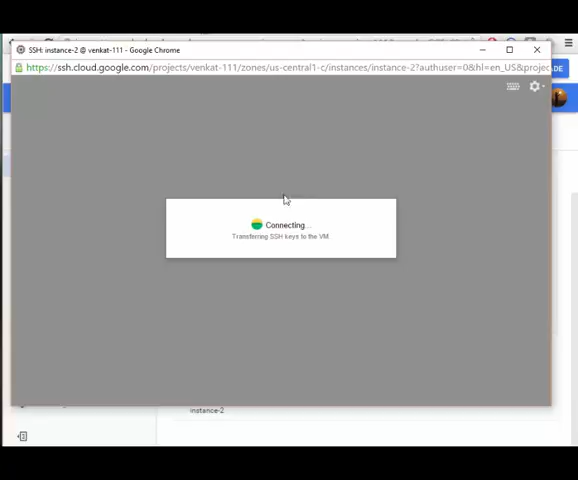 SSH: instance-2 @ venkat-111 - Google Chrome
https://ssh.cloud.google.com/projects/venkat-111/zones/us-central1-c/instances/instance-2?authuser=0&hl=en_US&projec
Connecting...
Transferring SSH keys to the VM.
instance-2